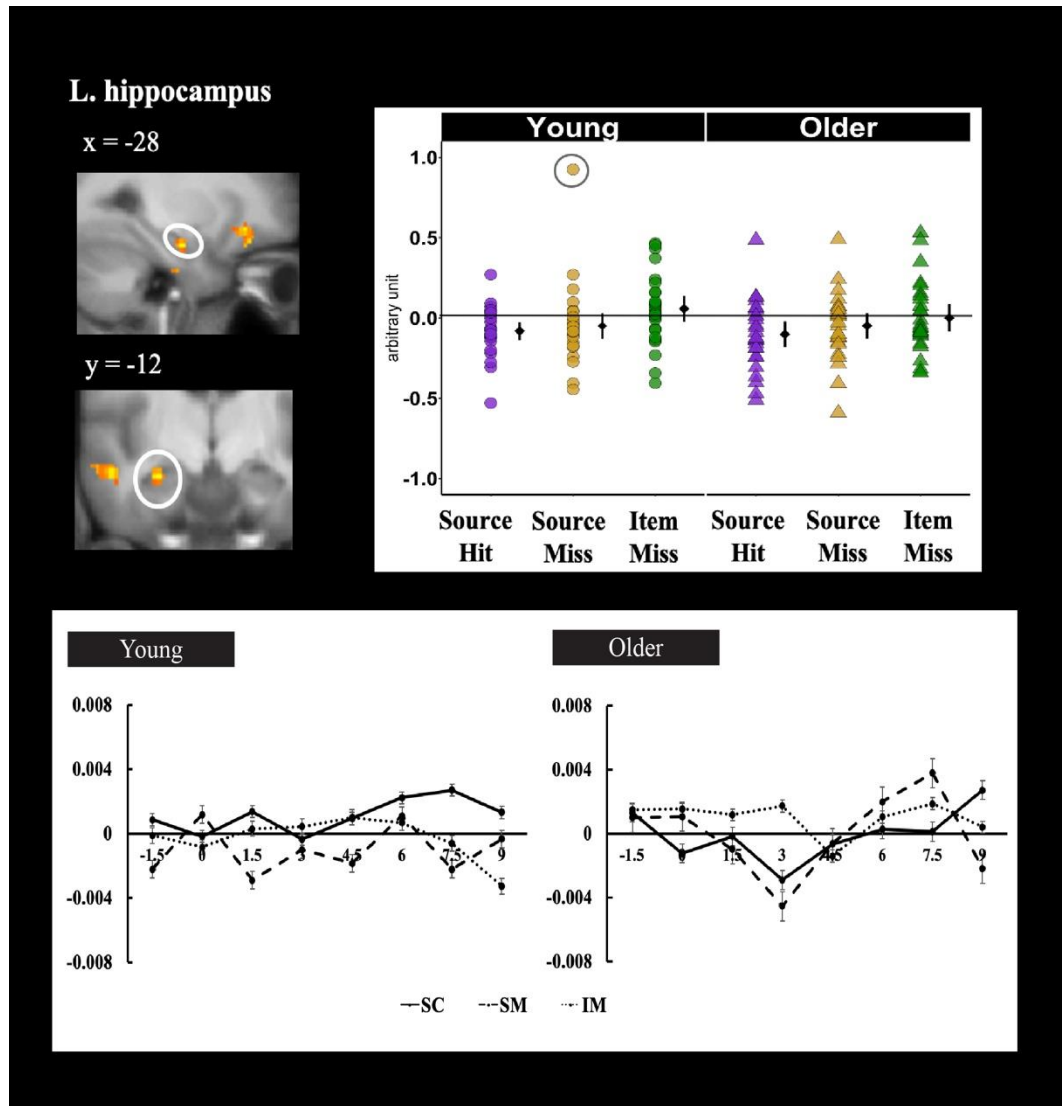 L. hippocampus
x = -28
y = -12
Young Older
arbitrary unit
1.0
0.5
0.0
-0.5
-1.0
Source Source Item Source Source Item
Hit Miss Miss Hit Miss Miss
Young
0.008
0.004
0
-0.004
-0.008
-1.5 0 1.5 3 4.5 6 7.5 9
Older
0.008
0.004
0
-0.004
-0.008
-1.5 0 1.5 3 4.5 6 7.5 9
SC SM IM